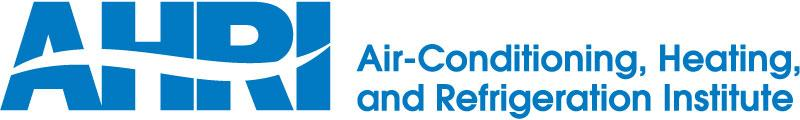 AHRI
Air-Conditioning, Heating,
and Refrigeration Institute